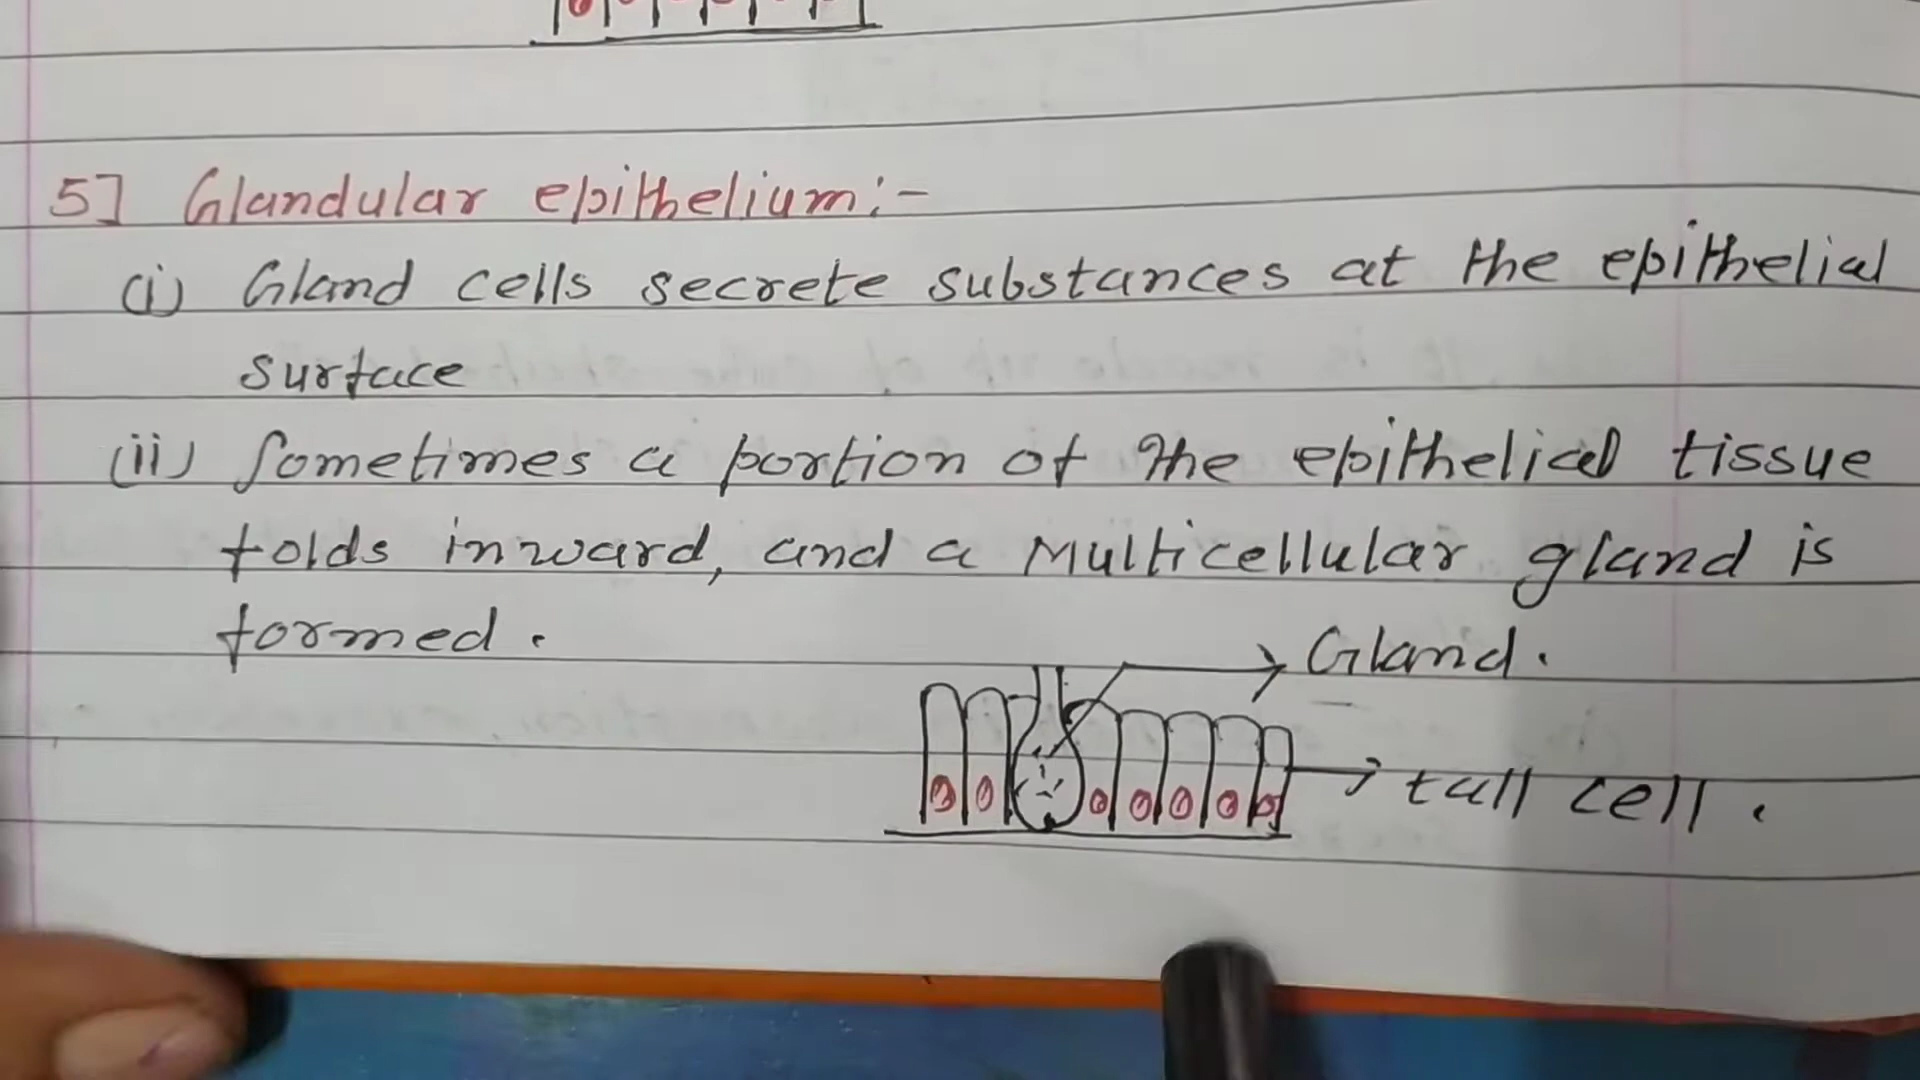 5] Glandular epithelium:-
(i) Gland cells secrete substances at the epithelial
surface
(ii) Sometimes a portion of the epithelial tissue
folds inward, and a Multicellular gland is
formed.
Gland.
tall cell.